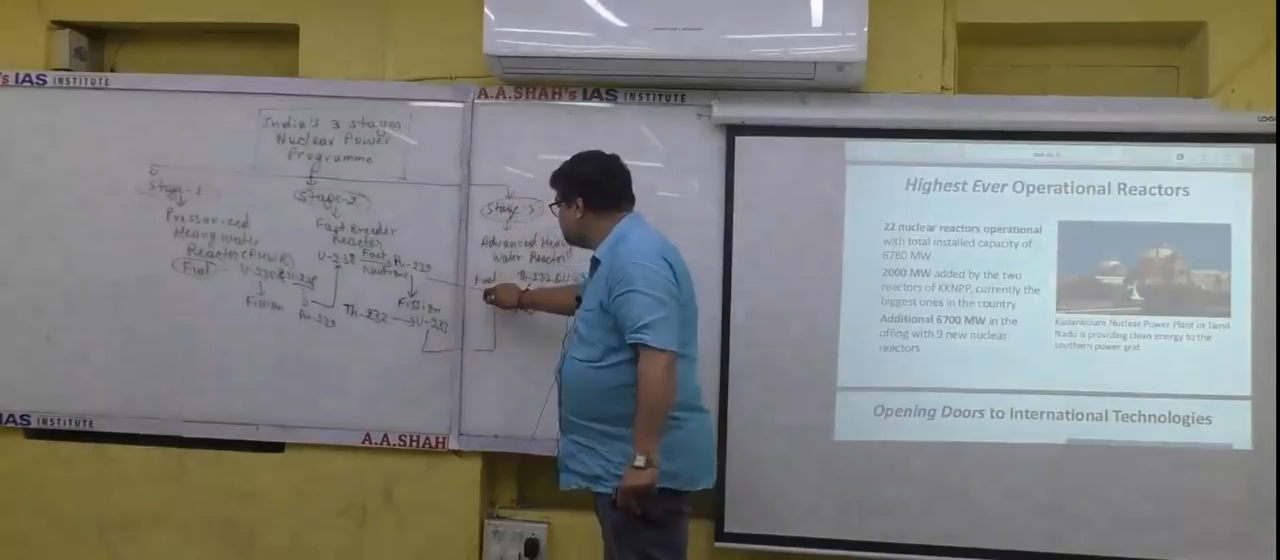 's IAS INSTITUTE
A.A.SHAH's IAS INSTITUTE
India's 3 stages
Nuclear Power
Programme
Stage-1
Pressurized
Heavy water
Reactor (PHWR)
Fuel - U-235 & U-238
Fission
Pu-239
Stage-2
Fast Breeder
Reactor
U-238 Fast Neutrons Pu-239
Fission
Th-232 U-233
Stage-3
Advanced Heavy
Water Reactor
Fuel Th-232 & U-
IAS INSTITUTE
A.A.SHAH
Highest Ever Operational Reactors
22 nuclear reactors operational
with total installed capacity of
6780 MW
2000 MW added by the two
reactors of KKNPP, currently the
biggest ones in the country
Additional 6700 MW in the
offing with 9 new nuclear
reactors
Kudankulam Nuclear Power Plant in Tamil
Nadu is providing clean energy to the
southern power grid
Opening Doors to International Technologies